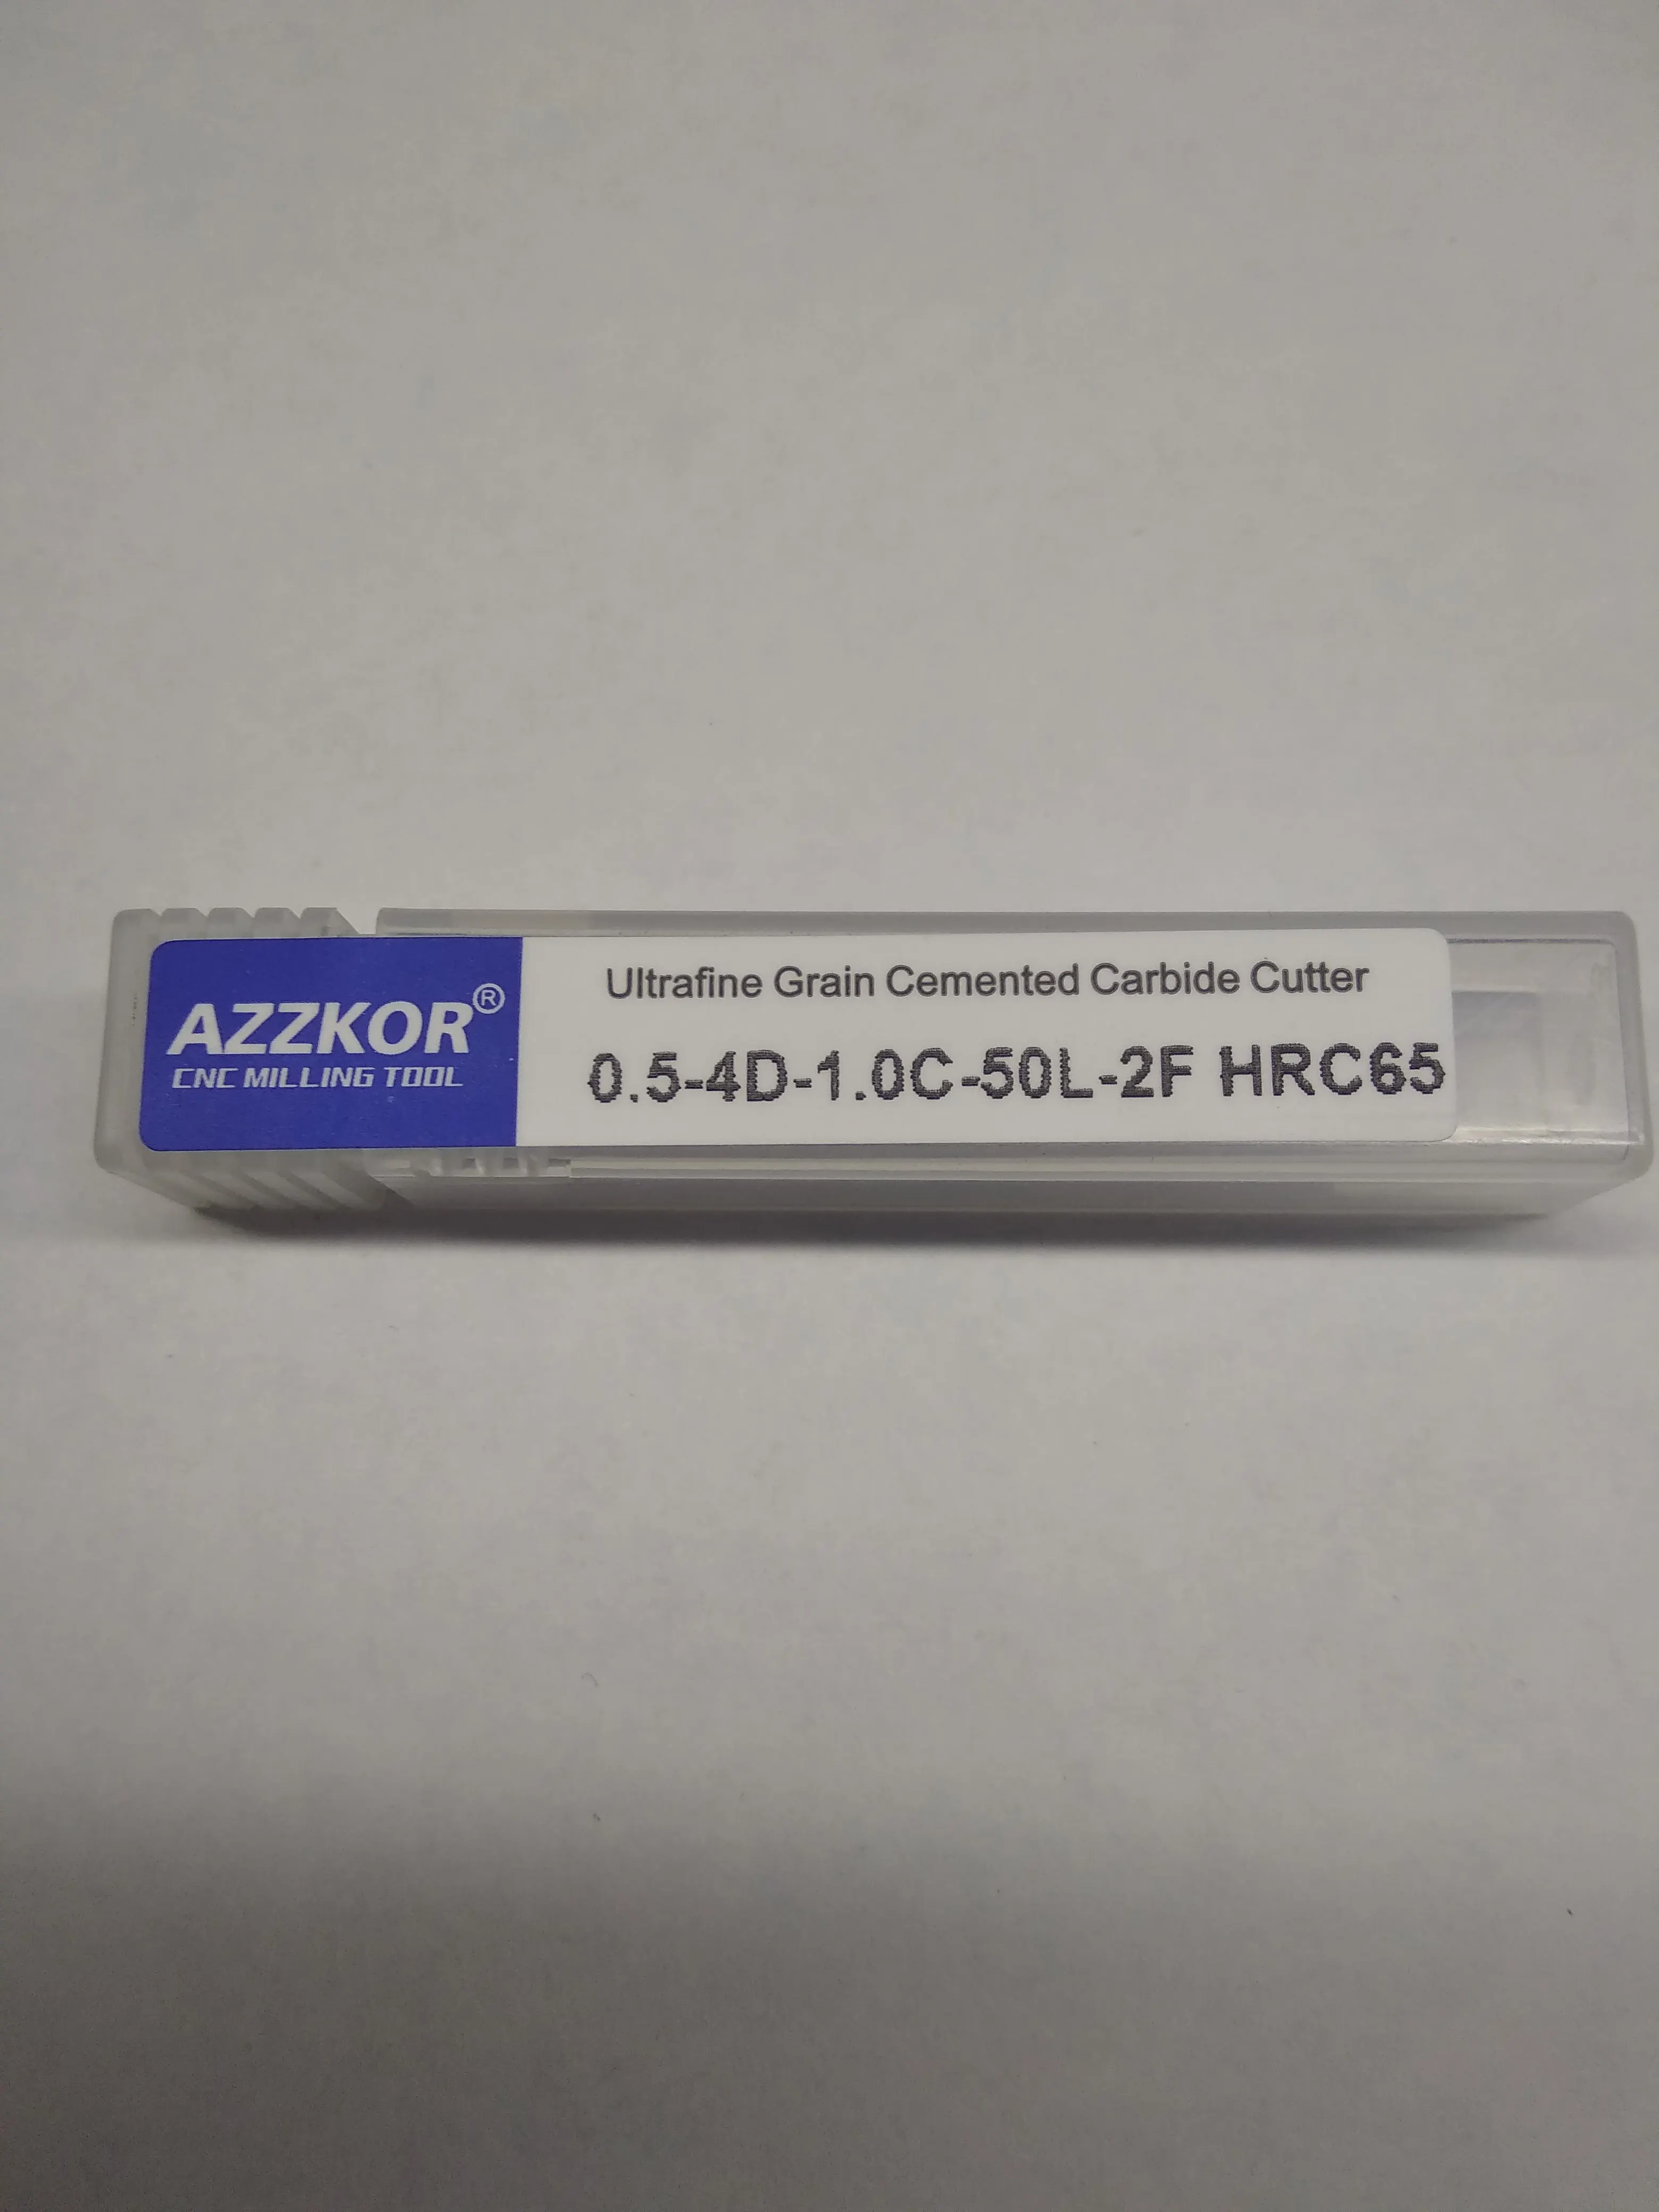 AZZKOR®
CNC MILLING TOOL
Ultrafine Grain Cemented Carbide Cutter
0.5-4D-1.0C-50L-2F HRC65